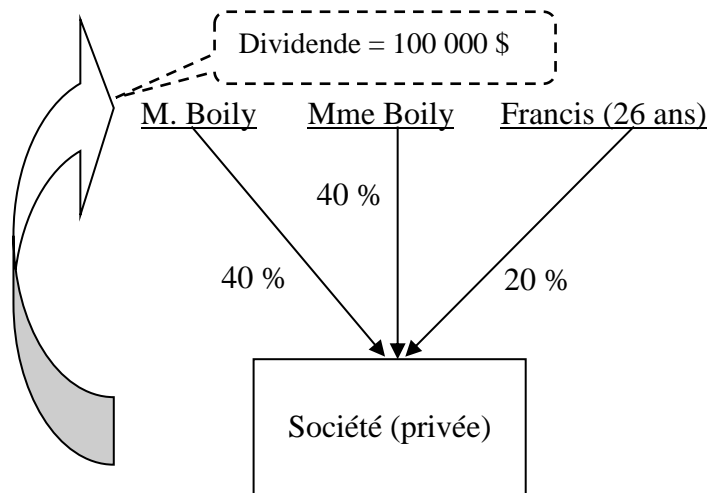 Dividende = 100 000 $
M. Boily Mme Boily Francis (26 ans)
40 %
40 % 20 %
Société (privée)